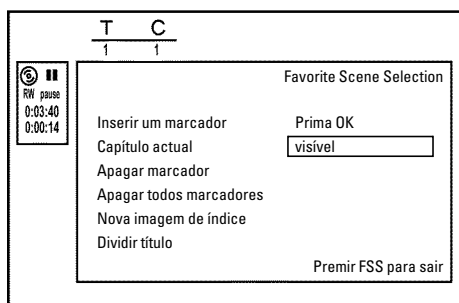 T C
1 1
RW pause
0:03:40
0:00:14
Favorite Scene Selection
Inserir um marcador Prima OK
Capítulo actual visível
Apagar marcador
Apagar todos marcadores
Nova imagem de índice
Dividir título
Premir FSS para sair